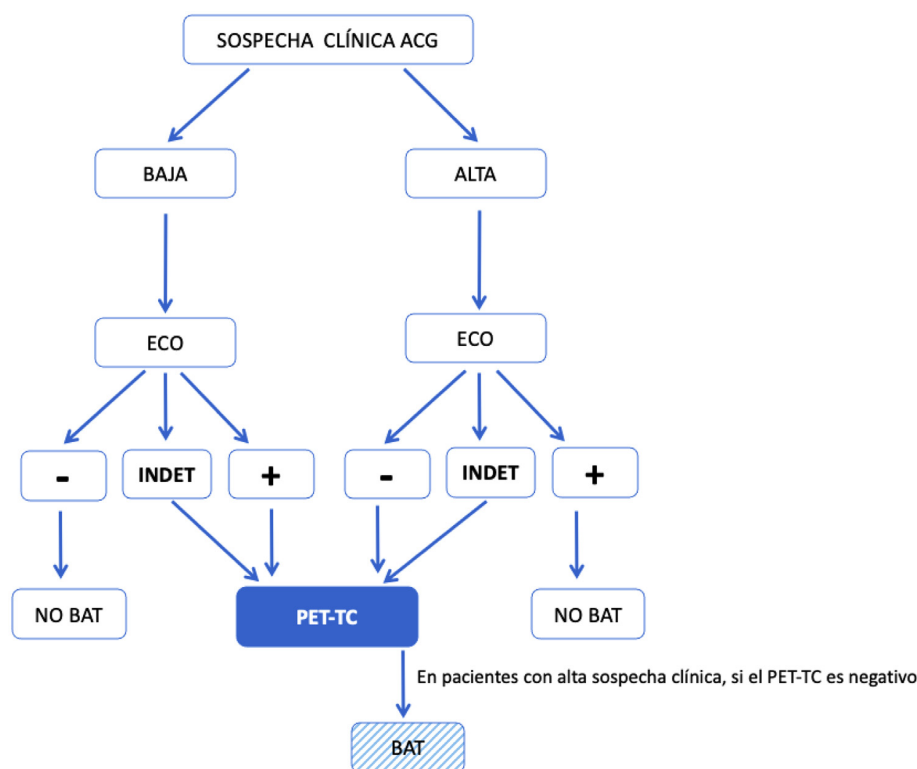 SOSPECHA CLÍNICA ACG
BAJA
ALTA
ECO
ECO
-
INDET
+
-
INDET
+
NO BAT
PET-TC
NO BAT
En pacientes con alta sospecha clínica, si el PET-TC es negativo
BAT